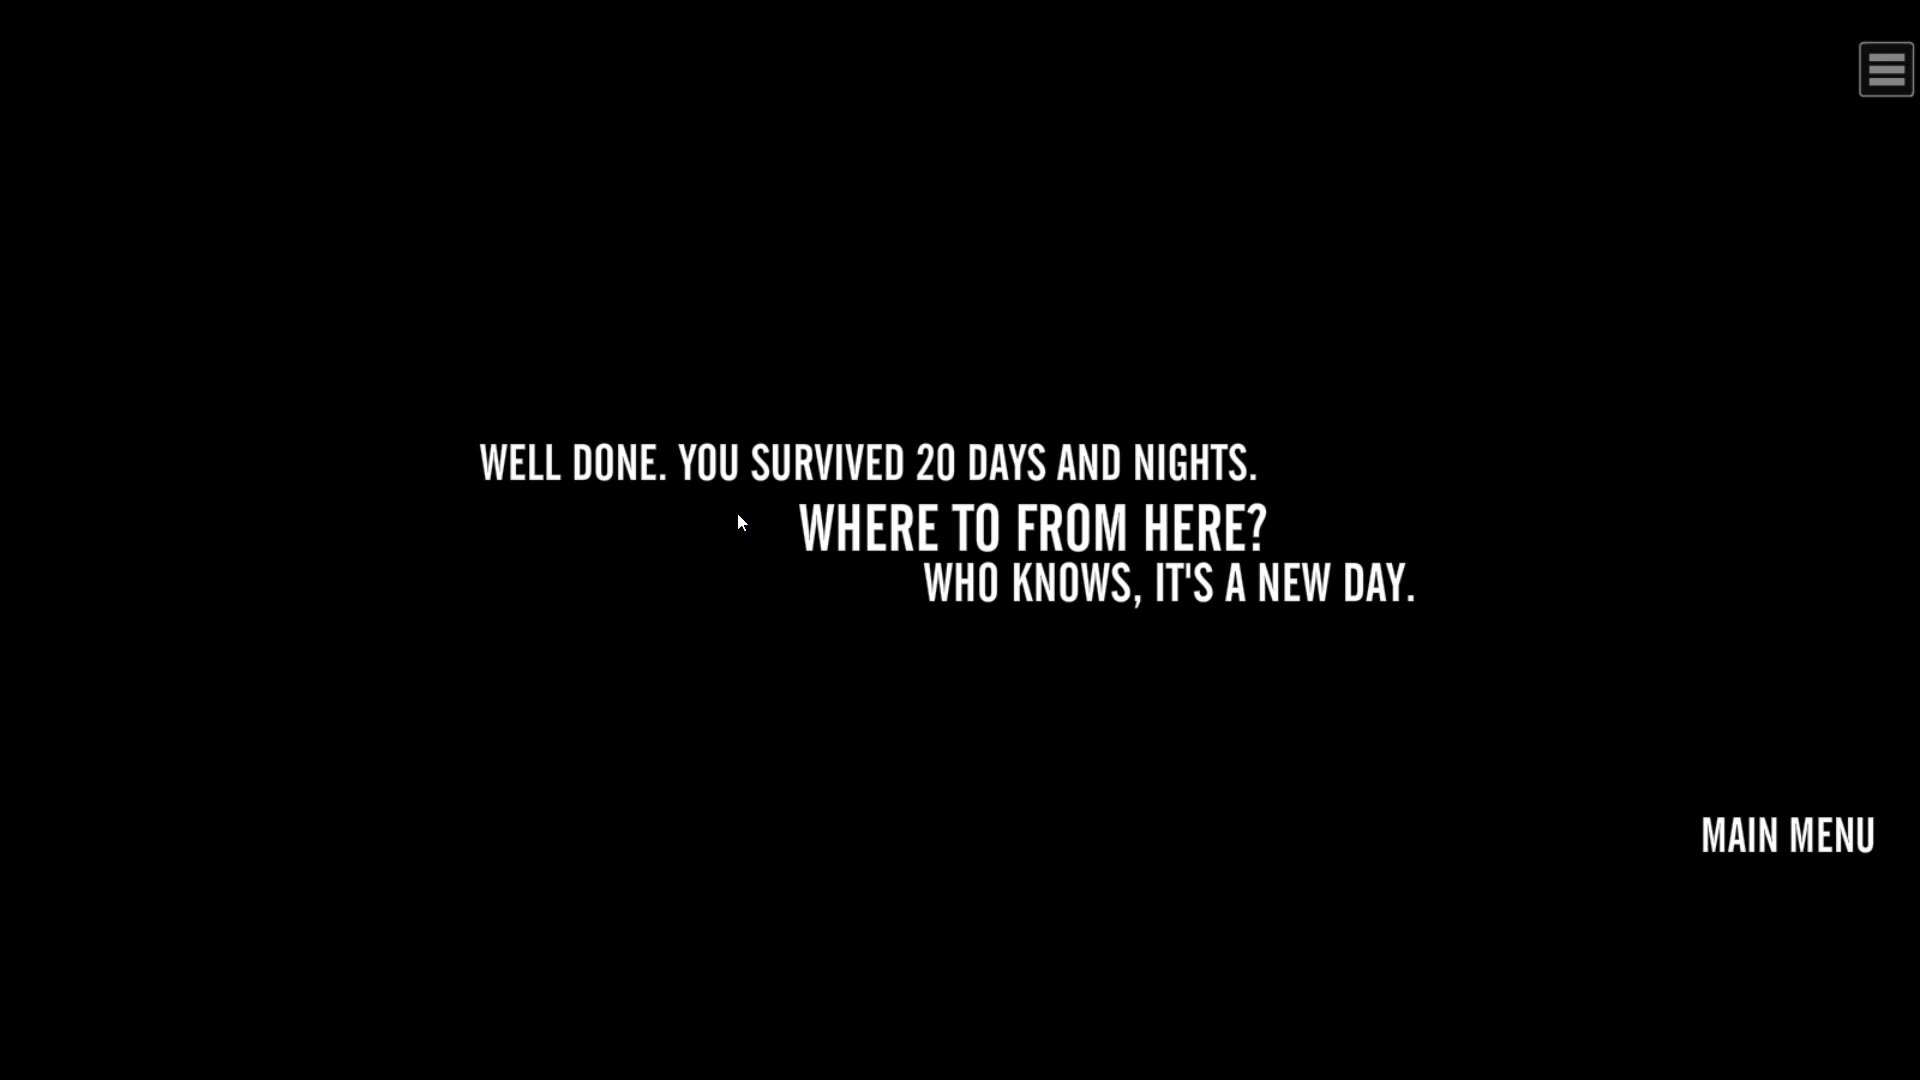 WELL DONE. YOU SURVIVED 20 DAYS AND NIGHTS.
WHERE TO FROM HERE?
WHO KNOWS, IT'S A NEW DAY.
MAIN MENU